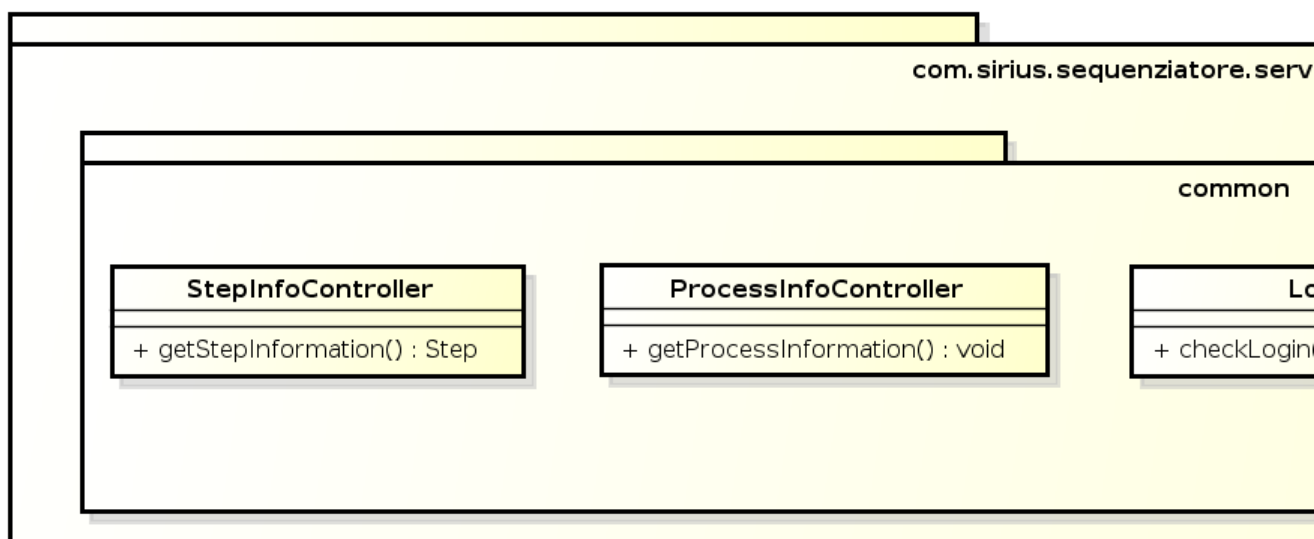 com.sirius.sequenziatore.serv
common
StepInfoController
+ getStepInformation() : Step
ProcessInfoController
+ getProcessInformation() : void
+ checkLogin(